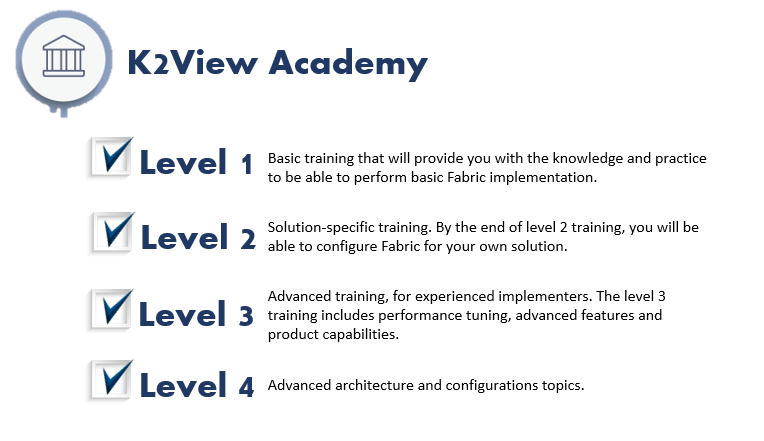 K2View Academy
Level 1
Basic training that will provide you with the knowledge and practice
to be able to perform basic Fabric implementation.
Level 2
Solution-specific training. By the end of level 2 training, you will be
able to configure Fabric for your own solution.
Level 3
Advanced training, for experienced implementers. The level 3
training includes performance tuning, advanced features and
product capabilities.
Level 4
Advanced architecture and configurations topics.